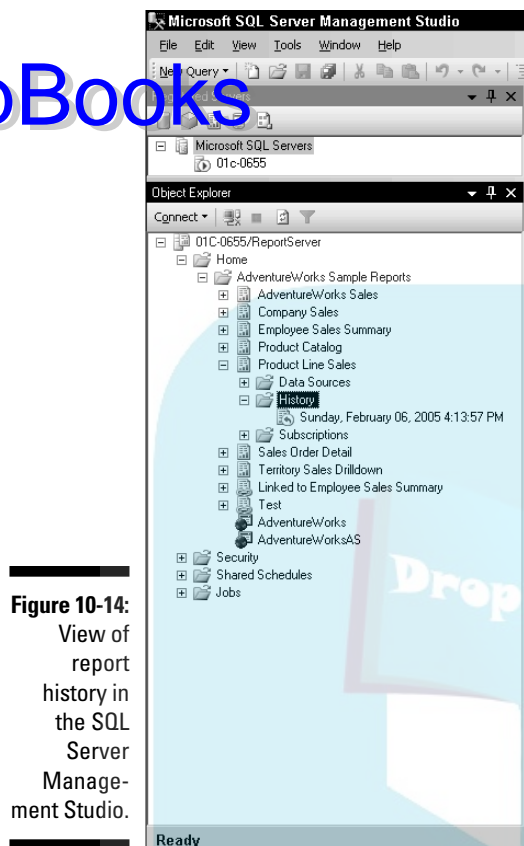 Microsoft SQL Server Management Studio
File Edit View Tools Window Help
New Query
oBooks
Registered Servers
Microsoft SQL Servers
01c-0655
Object Explorer
Connect
01C-0655/ReportServer
Home
AdventureWorks Sample Reports
AdventureWorks Sales
Company Sales
Employee Sales Summary
Product Catalog
Product Line Sales
Data Sources
History
Sunday, February 06, 2005 4:13:57 PM
Subscriptions
Sales Order Detail
Territory Sales Drilldown
Linked to Employee Sales Summary
Test
AdventureWorks
AdventureWorksAS
Security
Shared Schedules
Jobs
Drop
Ready
Figure 10-14:
View of
report
history in
the SQL
Server
Manage-
ment Studio.